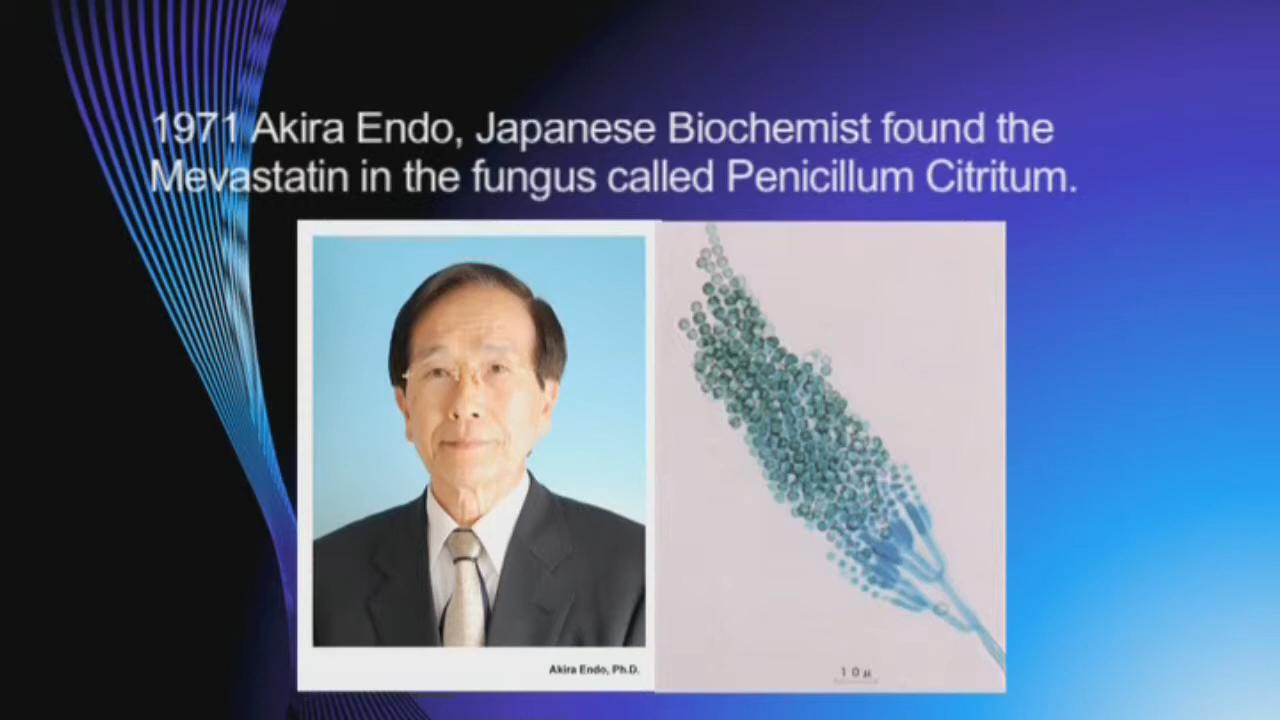 1971 Akira Endo, Japanese Biochemist found the
Mevastatin in the fungus called Penicillum Citritum.
Akira Endo, Ph.D.
10 µ